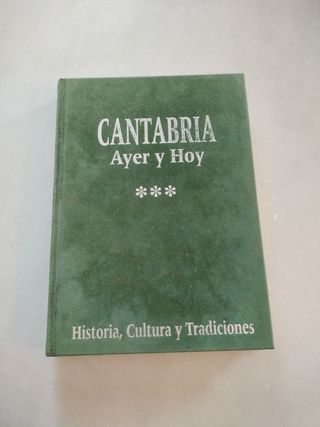 CANTABRIA
Ayer y Hoy
***
Historia, Cultura y Tradiciones